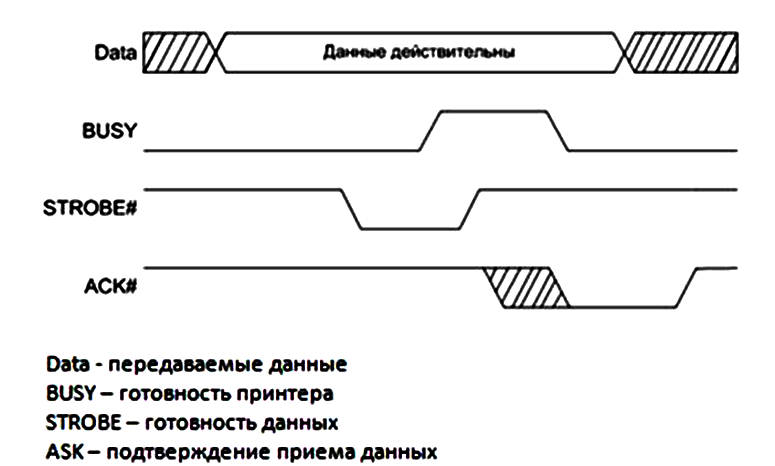 Data
Данные действительны
BUSY
STROBE#
ACK#
Data - передаваемые данные
BUSY – готовность принтера
STROBE – готовность данных
ASK – подтверждение приема данных